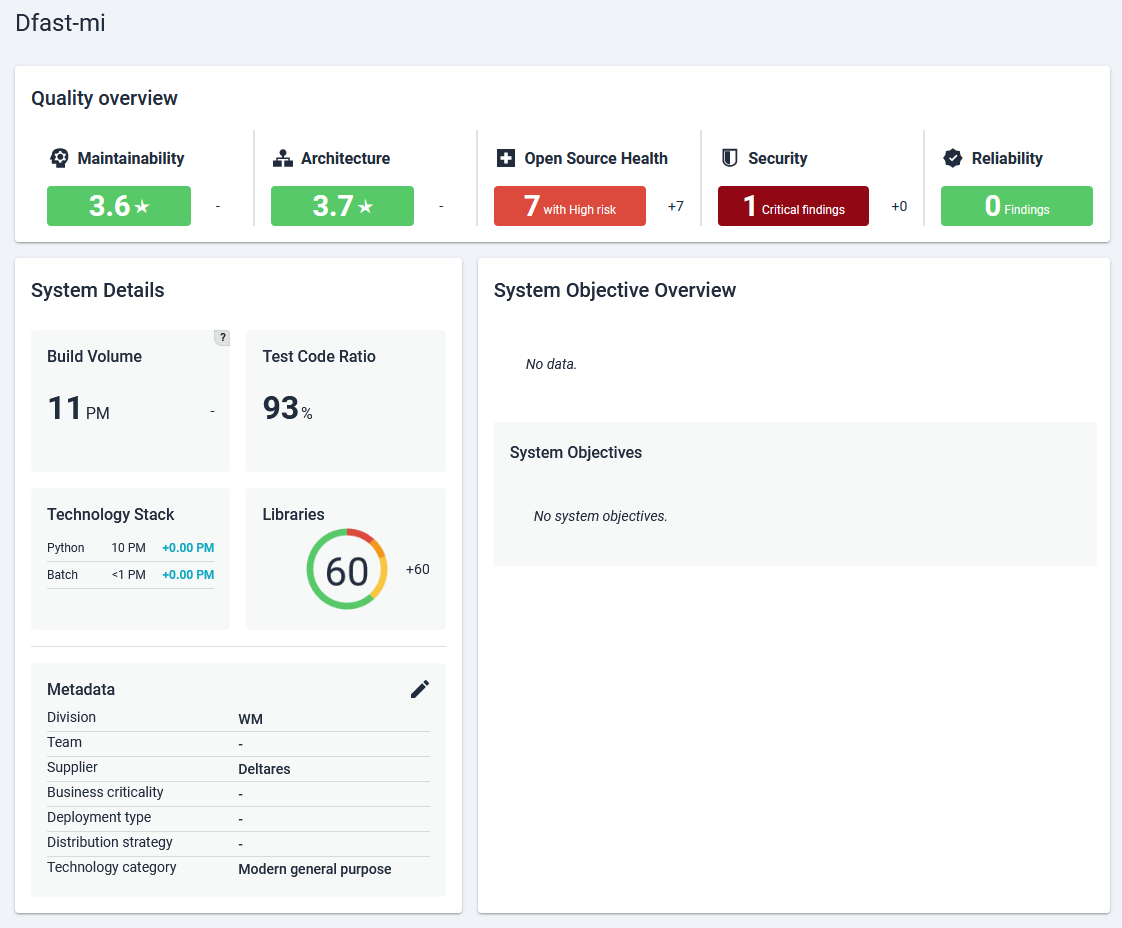 Dfast-mi
Quality overview
Maintainability
3.6 ★ -
Architecture
3.7 ★ -
Open Source Health
7 with High risk +7
Security
1 Critical findings +0
Reliability
0 Findings
System Details
?
Build Volume
11 PM -
Test Code Ratio
93 %
Technology Stack
Python 10 PM +0.00 PM
Batch <1 PM +0.00 PM
Libraries
60 +60
Metadata
Division WM
Team -
Supplier Deltares
Business criticality -
Deployment type -
Distribution strategy -
Technology category Modern general purpose
System Objective Overview
No data.
System Objectives
No system objectives.